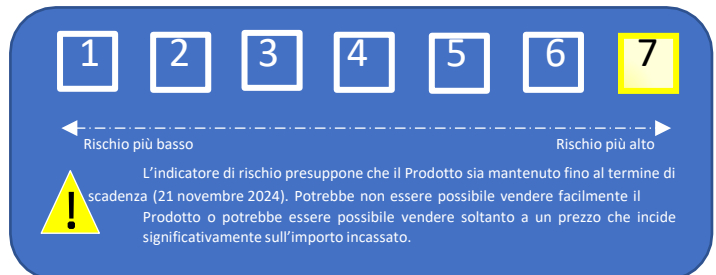 1 2 3 4 5 6 7
Rischio più basso Rischio più alto
L'indicatore di rischio presuppone che il Prodotto sia mantenuto fino al termine di
scadenza (21 novembre 2024). Potrebbe non essere possibile vendere facilmente il
Prodotto o potrebbe essere possibile vendere soltanto a un prezzo che incide
significativamente sull'importo incassato.
!